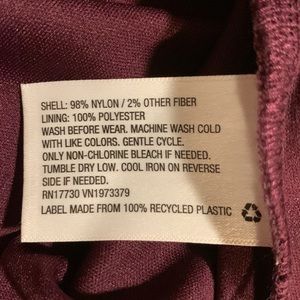 SHELL: 98% NYLON / 2% OTHER FIBER
LINING: 100% POLYESTER
WASH BEFORE WEAR. MACHINE WASH COLD
WITH LIKE COLORS. GENTLE CYCLE.
ONLY NON-CHLORINE BLEACH IF NEEDED.
TUMBLE DRY LOW. COOL IRON ON REVERSE
SIDE IF NEEDED.
RN17730 VN1973379
LABEL MADE FROM 100% RECYCLED PLASTIC